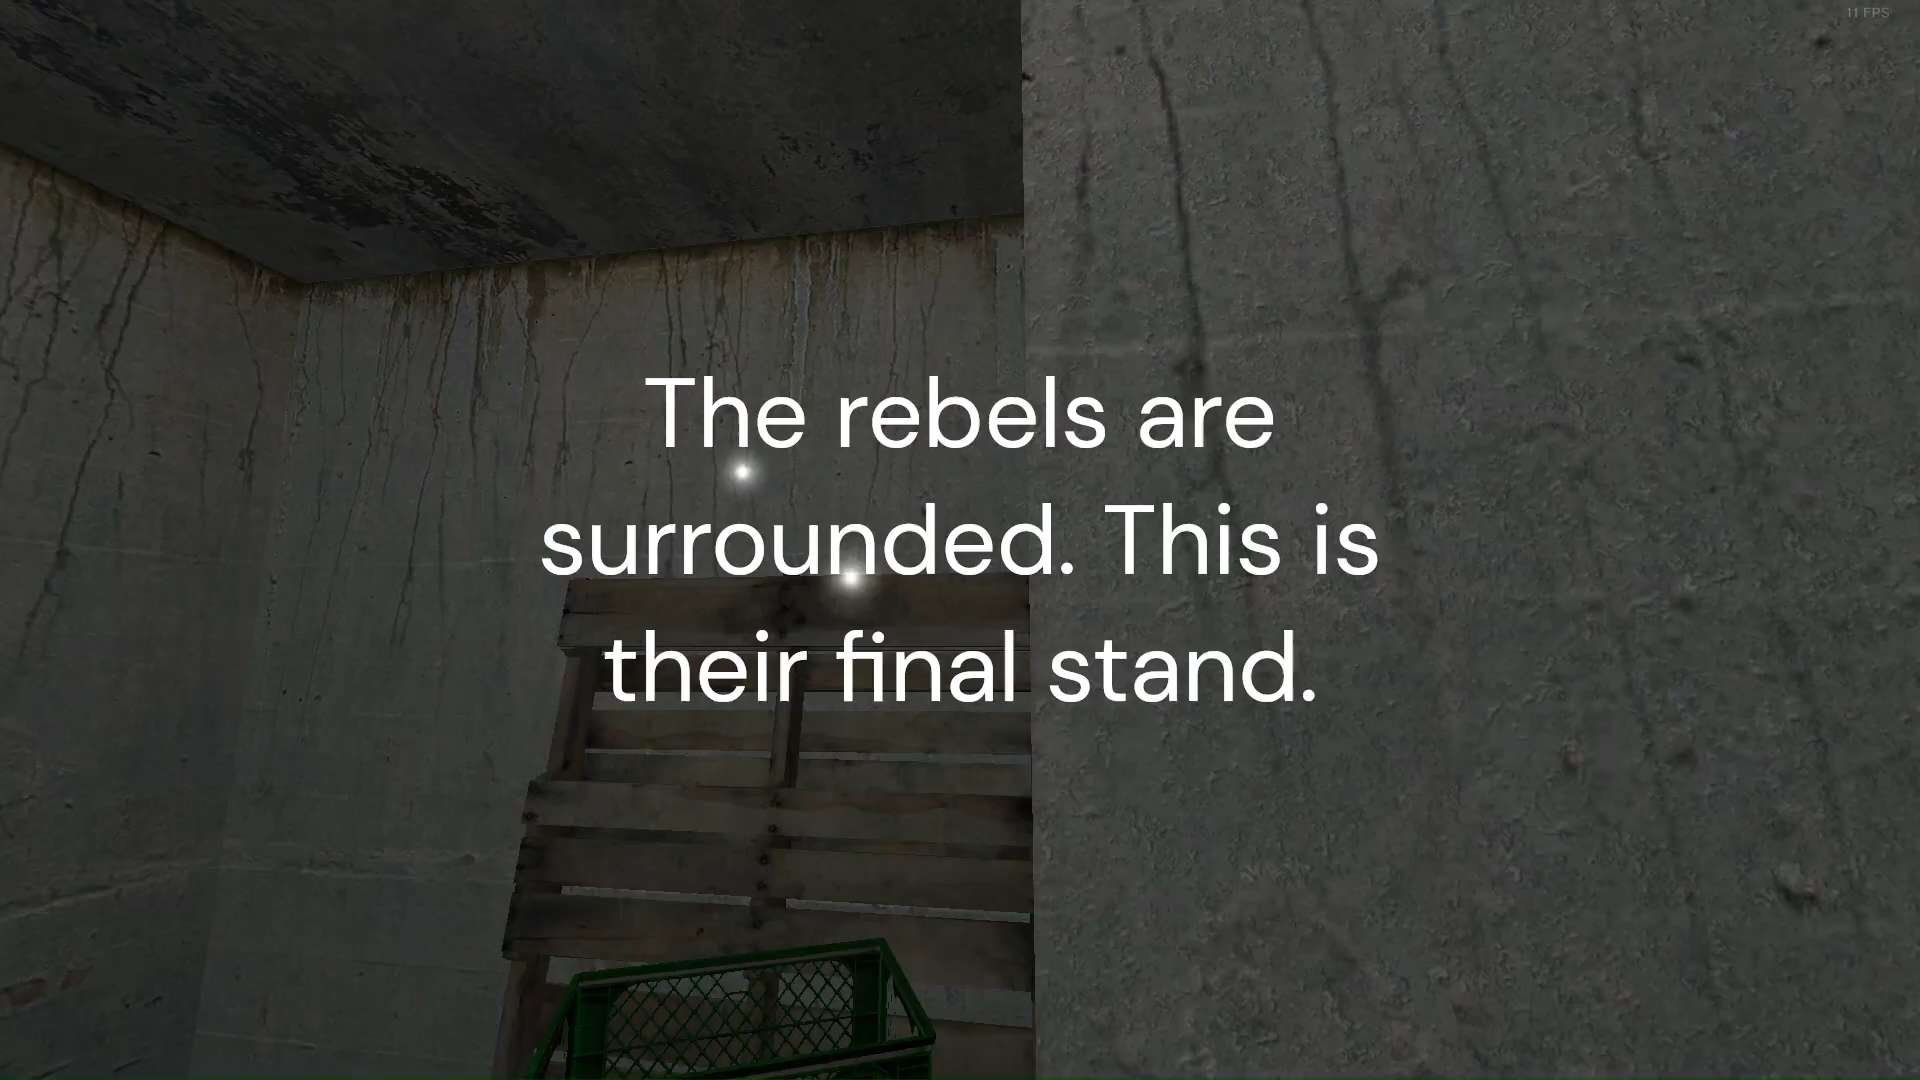 11 FPS
The rebels are
surrounded. This is
their final stand.